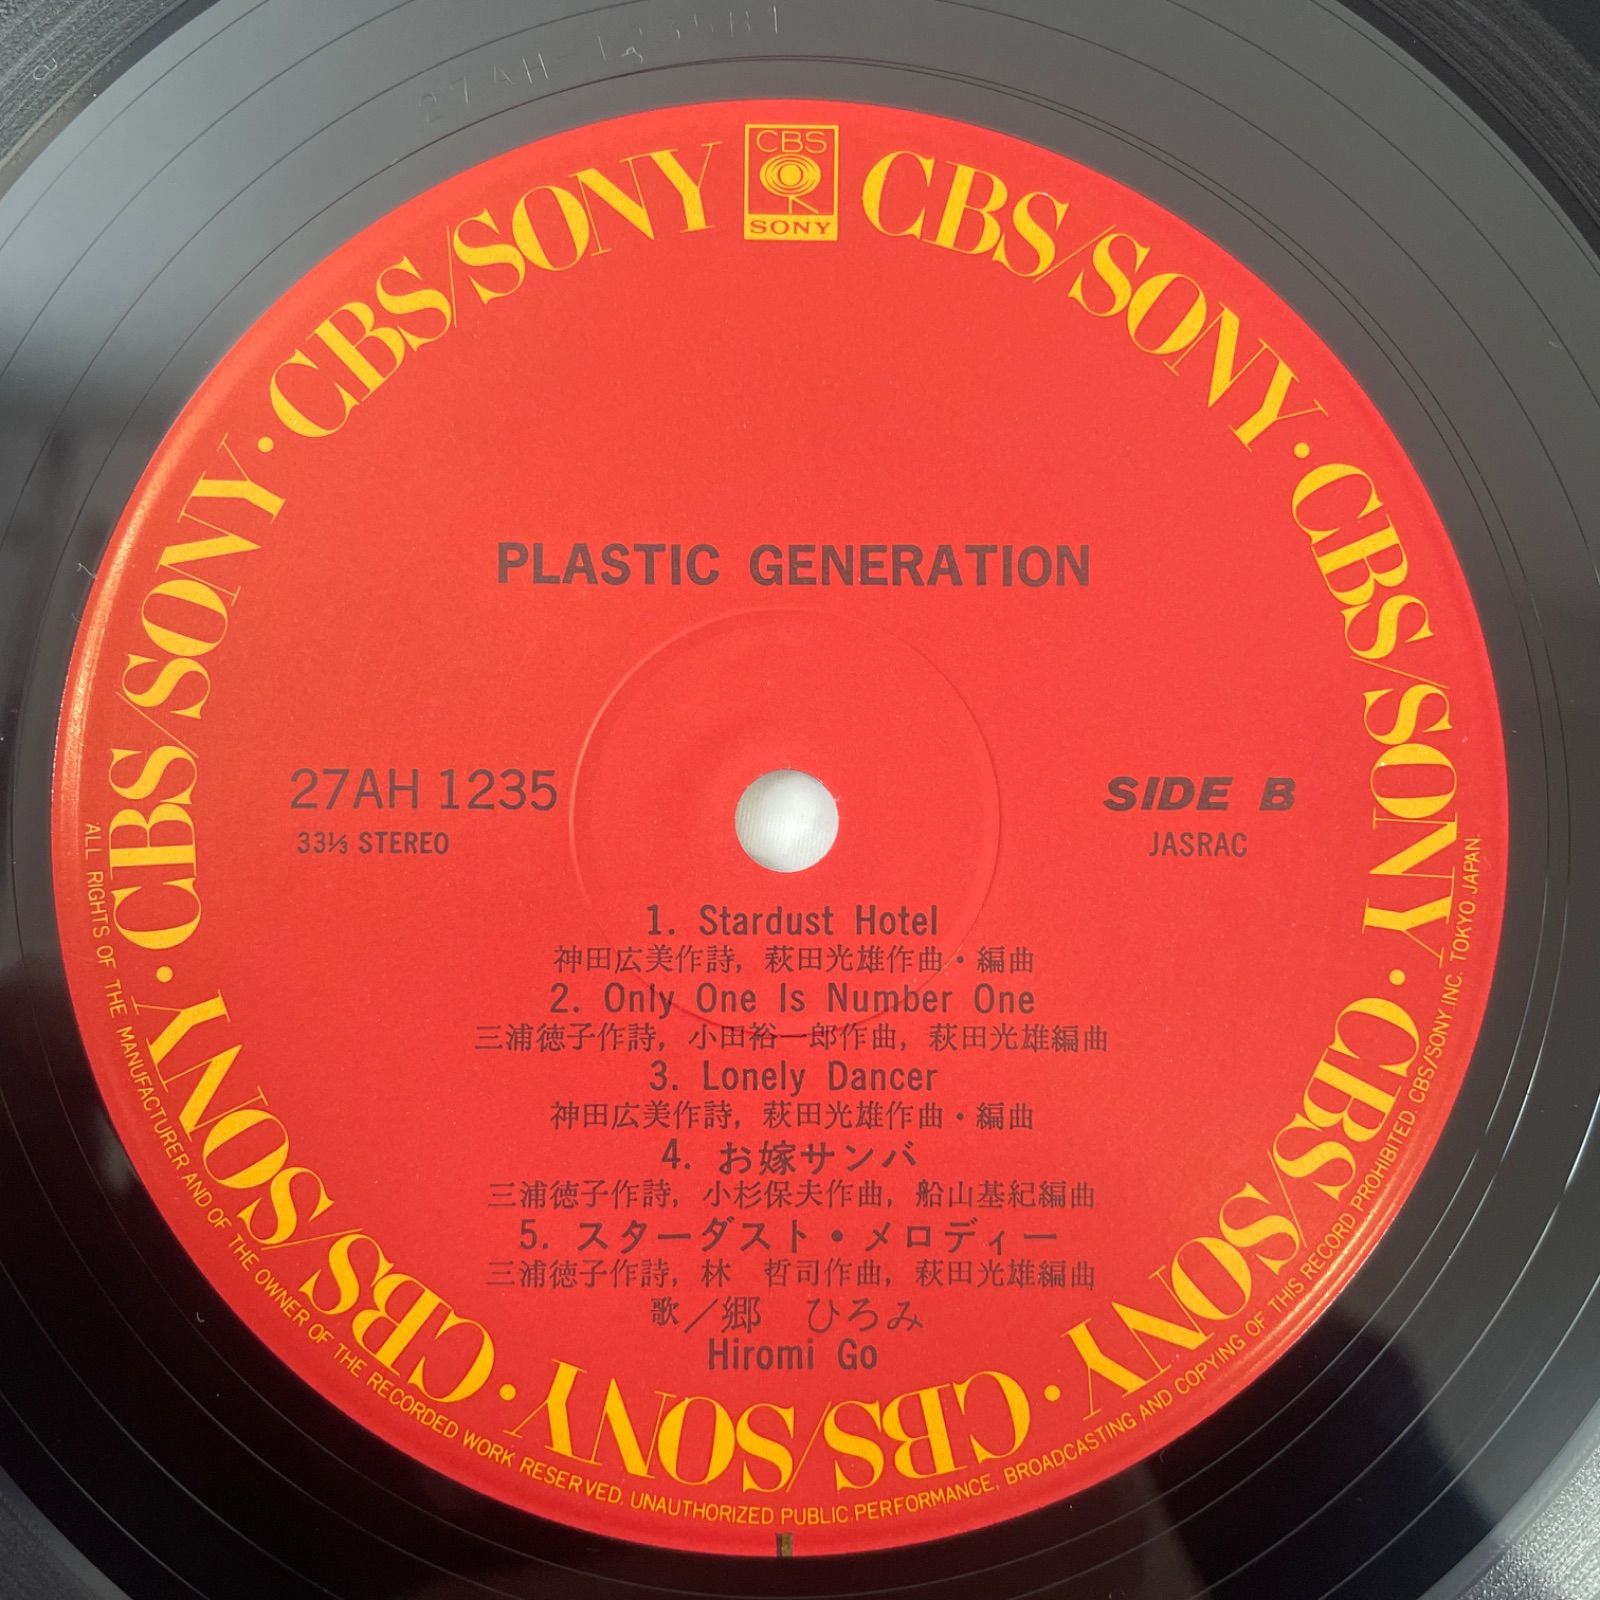 27AH-1235B1
CBS
SONY
CBS/SONY · CBS/SONY · CBS/SONY · CBS/SONY · CBS/SONY · CBS/SONY · CBS/SONY · CBS/SONY
PLASTIC GENERATION
27AH 1235
33⅓ STEREO
SIDE B
JASRAC
1. Stardust Hotel
神田広美作詩, 萩田光雄作曲・編曲
2. Only One Is Number One
三浦徳子作詩, 小田裕一郎作曲, 萩田光雄編曲
3. Lonely Dancer
神田広美作詩, 萩田光雄作曲・編曲
4. お嫁サンバ
三浦徳子作詩, 小杉保夫作曲, 船山基紀編曲
5. スターダスト・メロディー
三浦徳子作詩, 林 哲司作曲, 萩田光雄編曲
歌／郷 ひろみ
Hiromi Go
ALL RIGHTS OF THE MANUFACTURER AND OF THE OWNER OF THE RECORDED WORK RESERVED. UNAUTHORIZED PUBLIC PERFORMANCE, BROADCASTING AND COPYING OF THIS RECORD PROHIBITED. CBS/SONY INC. TOKYO JAPAN.